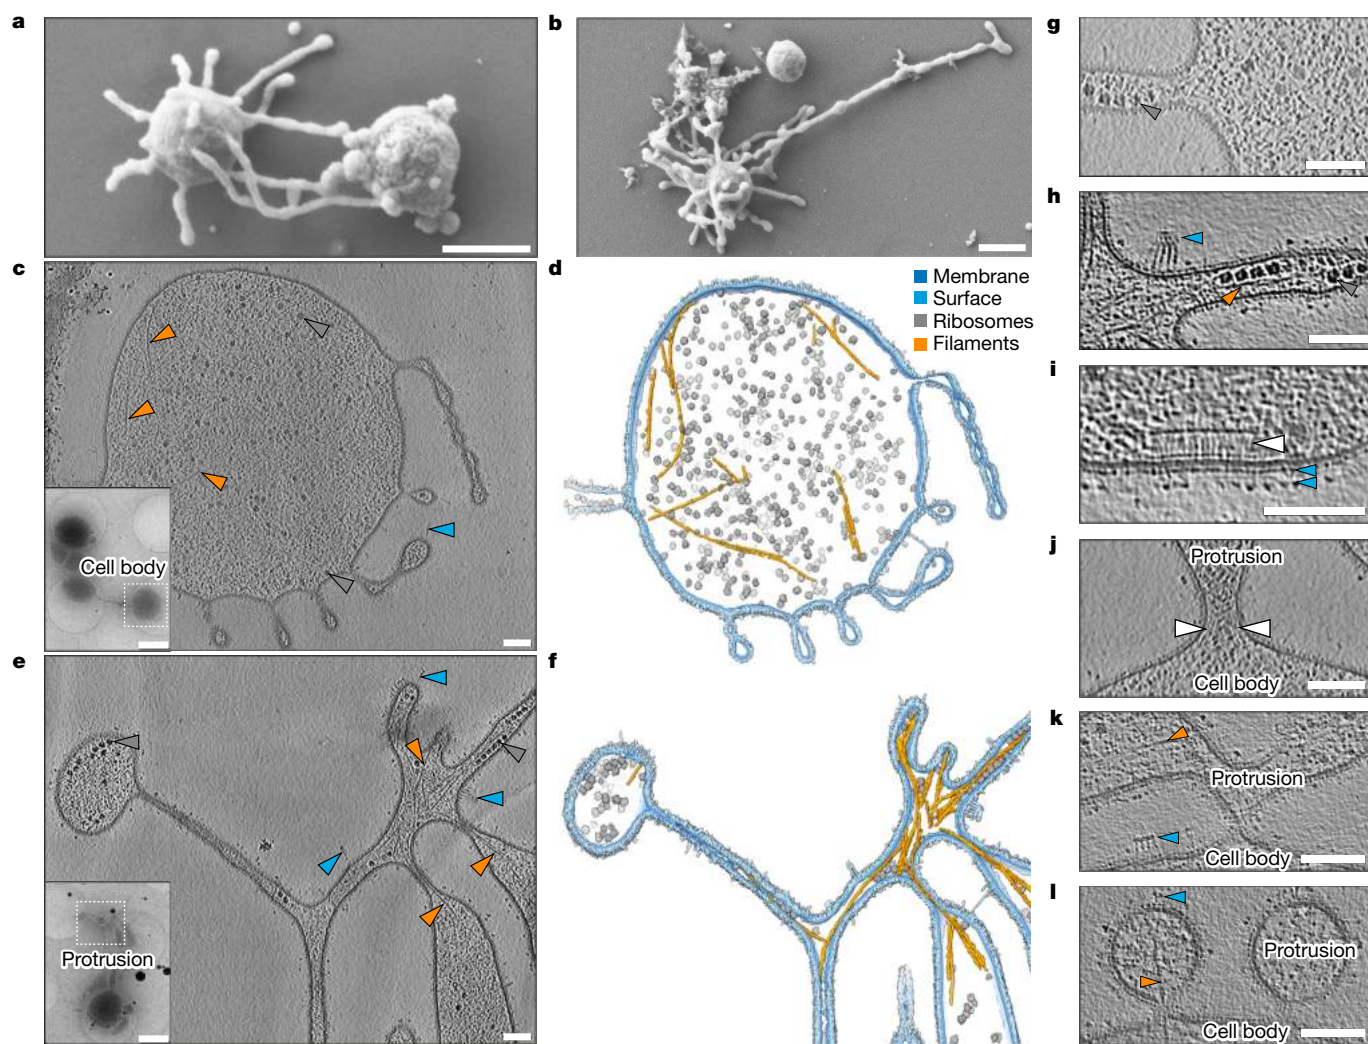 a
b
g
h
c
Cell body
d
Membrane
Surface
Ribosomes
Filaments
i
j
Protrusion
Cell body
e
Protrusion
f
k
Protrusion
Cell body
l
Protrusion
Cell body